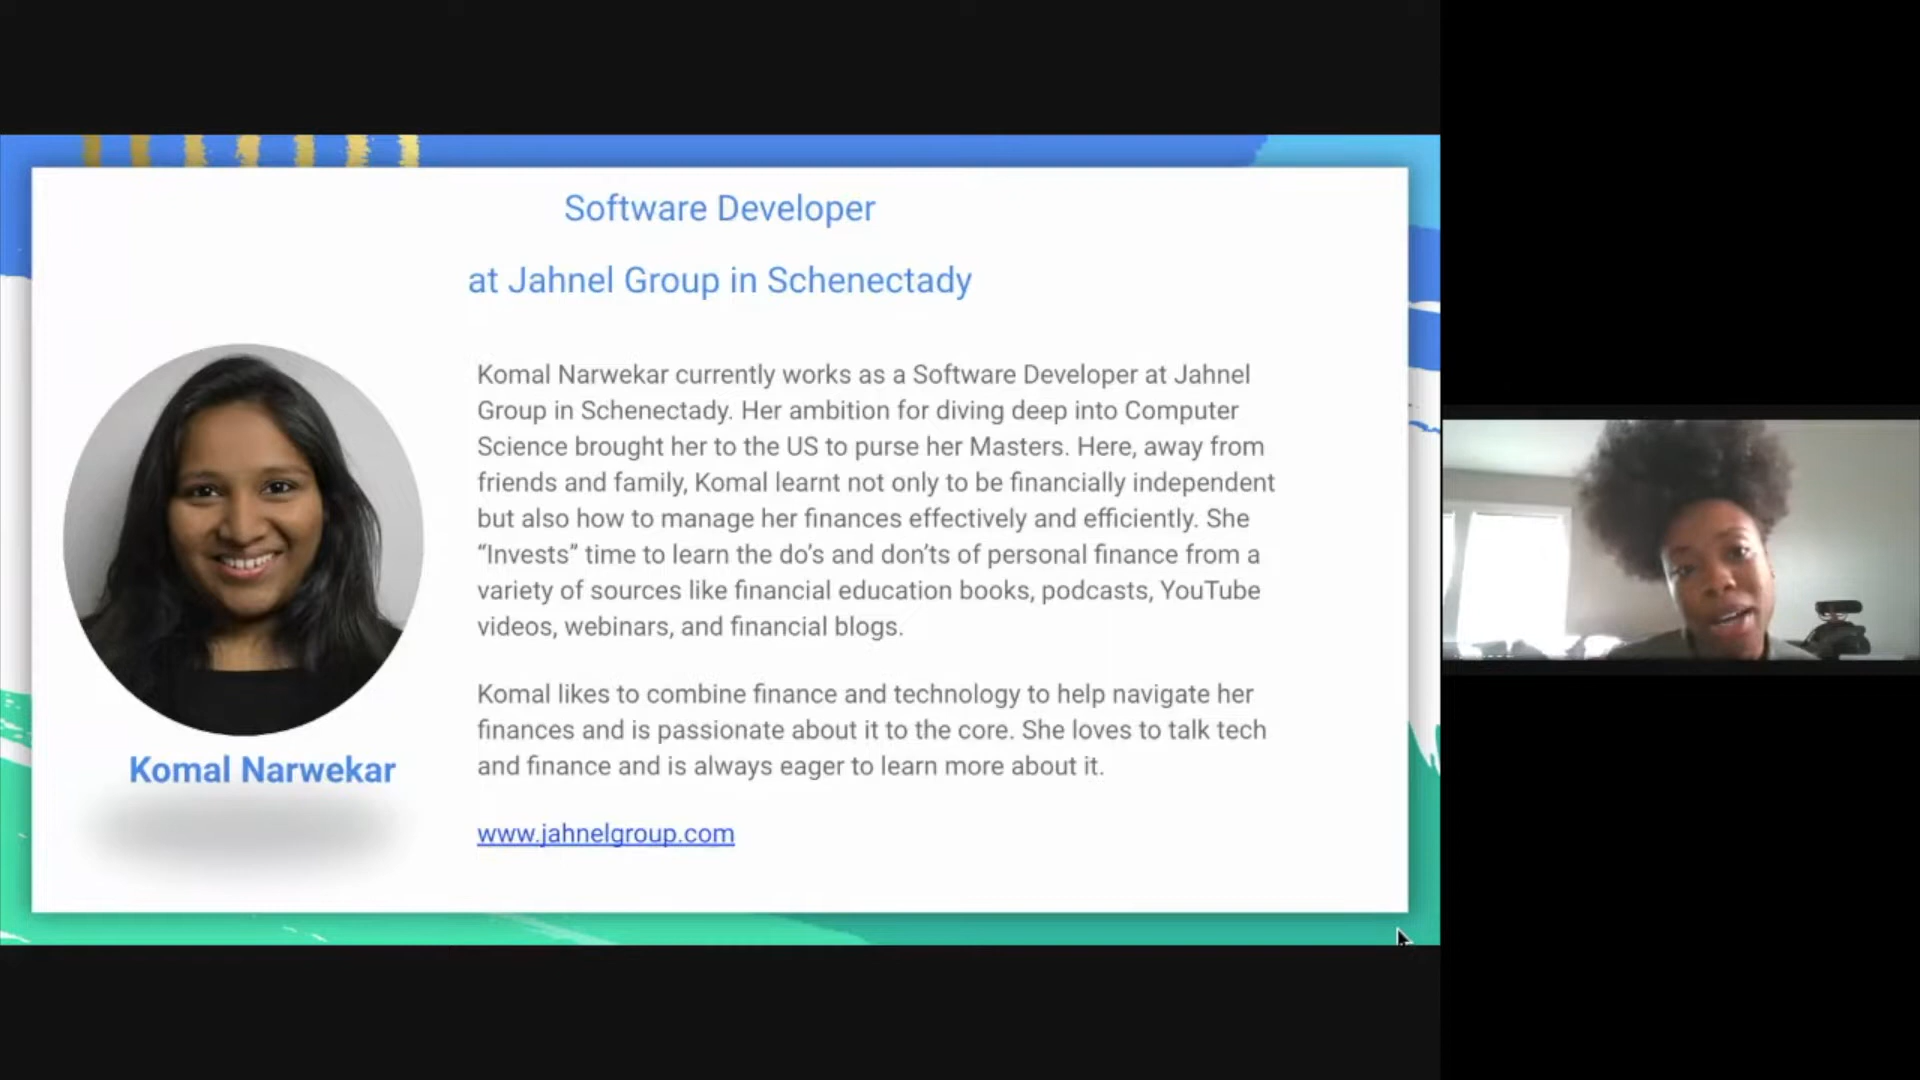 Software Developer
at Jahnel Group in Schenectady
Komal Narwekar currently works as a Software Developer at Jahnel
Group in Schenectady. Her ambition for diving deep into Computer
Science brought her to the US to purse her Masters. Here, away from
friends and family, Komal learnt not only to be financially independent
but also how to manage her finances effectively and efficiently. She
“Invests” time to learn the do’s and don’ts of personal finance from a
variety of sources like financial education books, podcasts, YouTube
videos, webinars, and financial blogs.
Komal likes to combine finance and technology to help navigate her
finances and is passionate about it to the core. She loves to talk tech
and finance and is always eager to learn more about it.
www.jahnelgroup.com
Komal Narwekar